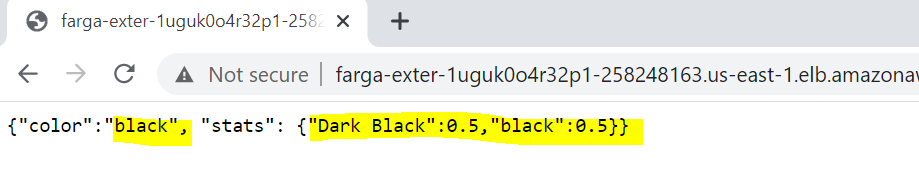 farga-exter-1uguk0o4r32p1-2582
Not secure farga-exter-1uguk0o4r32p1-258248163.us-east-1.elb.amazonaw
{"color":"black", "stats": {"Dark Black":0.5,"black":0.5}}